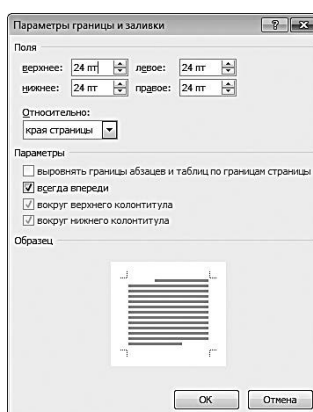 Параметры границы и заливки
Поля
верхнее: 24 пт левое: 24 пт
нижнее: 24 пт правое: 24 пт
Относительно:
края страницы
Параметры
выровнять границы абзацев и таблиц по границам страницы
всегда впереди
вокруг верхнего колонтитула
вокруг нижнего колонтитула
Образец
ОК Отмена